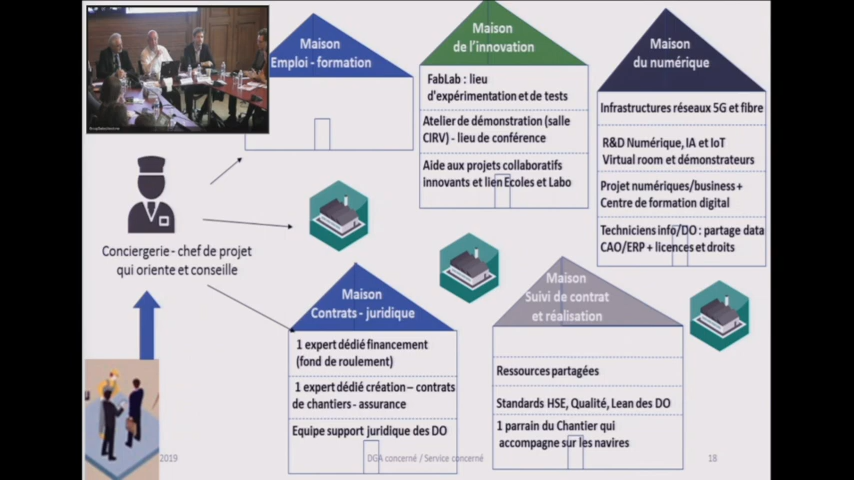 Maison
Emploi - formation
Maison
de l'innovation
FabLab : lieu
d'expérimentation et de tests
Atelier de démonstration (salle
CIRV) - lieu de conférence
Aide aux projets collaboratifs
innovants et lien Ecoles et Labo
Maison
du numérique
Infrastructures réseaux 5G et fibre
R&D Numérique, IA et IoT
Virtual room et démonstrateurs
Projet numériques/business +
Centre de formation digital
Techniciens info/DO : partage data
CAO/ERP + licences et droits
Conciergerie - chef de projet
qui oriente et conseille
Maison
Contrats - juridique
1 expert dédié financement
(fond de roulement)
1 expert dédié création – contrats
de chantiers - assurance
Equipe support juridique des DO
Maison
Suivi de contrat
et réalisation
Ressources partagées
Standards HSE, Qualité, Lean des DO
1 parrain du Chantier qui
accompagne sur les navires
2019
DGA concerné / Service concerné
18